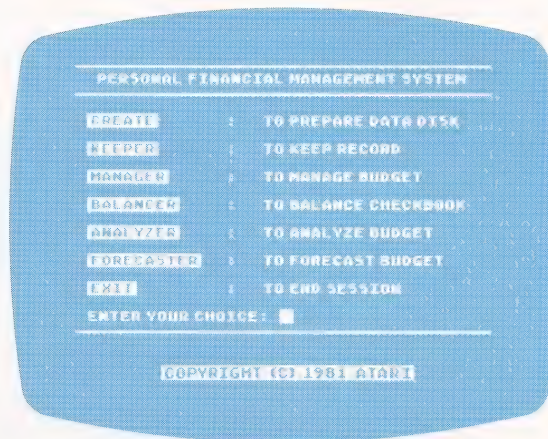 PERSONAL FINANCIAL MANAGEMENT SYSTEM
CREATE : TO PREPARE DATA DISK
KEEPER : TO KEEP RECORD
MANAGER : TO MANAGE BUDGET
BALANCER : TO BALANCE CHECKBOOK
ANALYZER : TO ANALYZE BUDGET
FORECASTER : TO FORECAST BUDGET
EXIT : TO END SESSION
ENTER YOUR CHOICE:
COPYRIGHT (C) 1981 ATARI